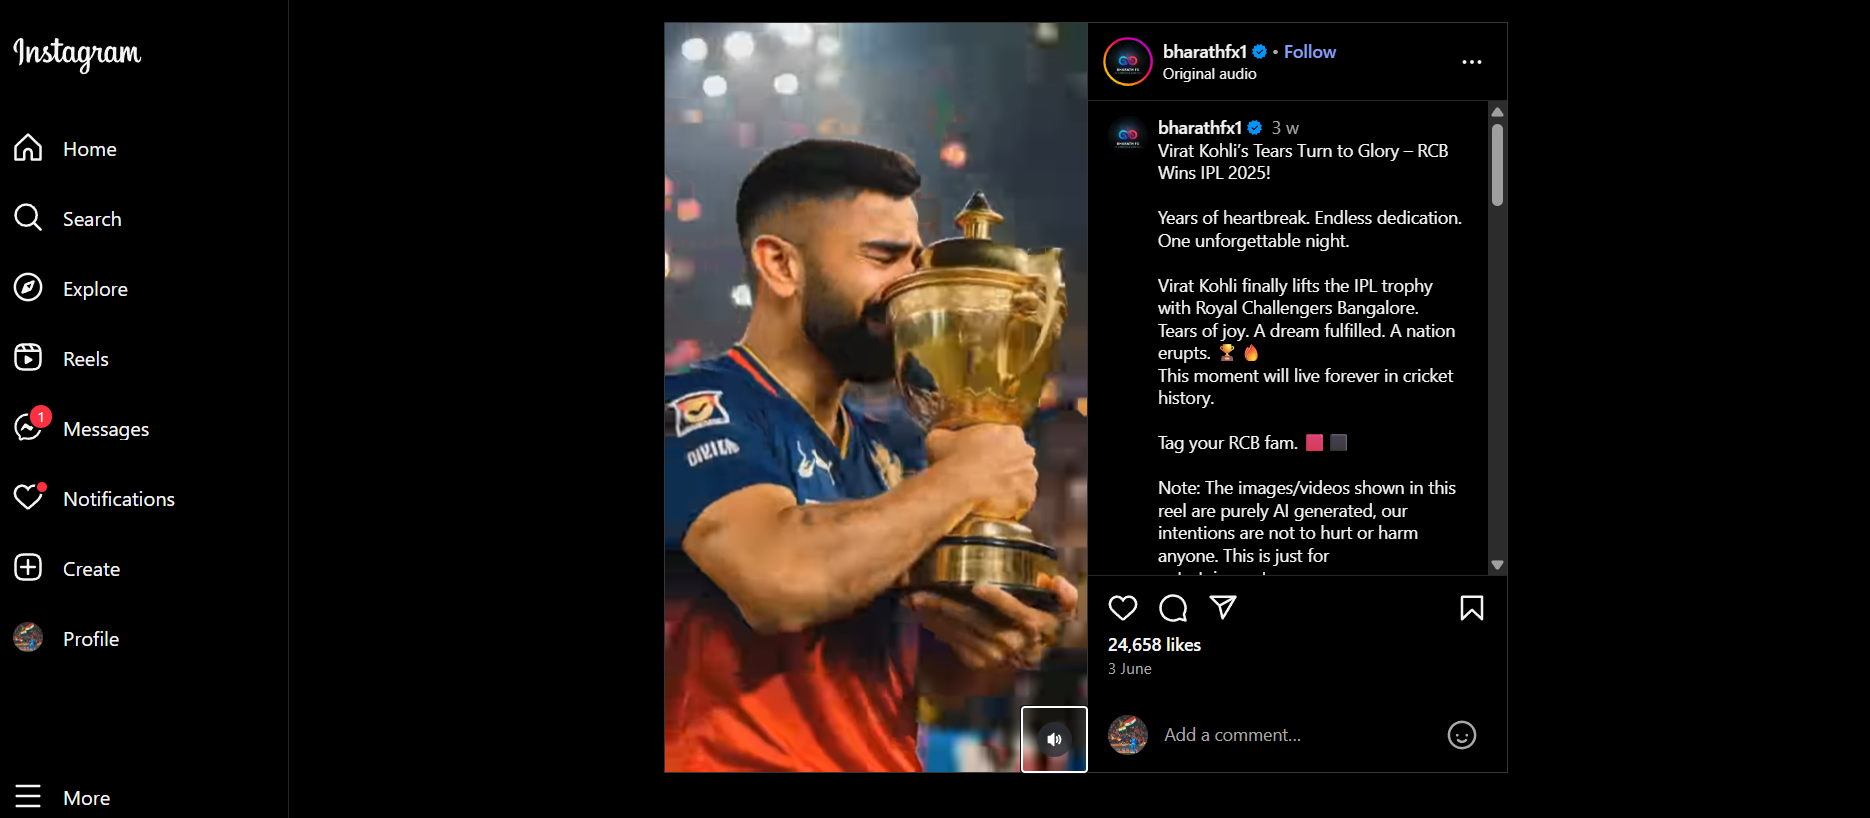 Instagram
Home
Search
Explore
Reels
1
Messages
Notifications
Create
Profile
More
bharathfx1 • Follow
Original audio
bharathfx1 3 w
Virat Kohli’s Tears Turn to Glory – RCB
Wins IPL 2025!
Years of heartbreak. Endless dedication.
One unforgettable night.
Virat Kohli finally lifts the IPL trophy
with Royal Challengers Bangalore.
Tears of joy. A dream fulfilled. A nation
erupts. 🏆 🔥
This moment will live forever in cricket
history.
Tag your RCB fam. 🟥 ⬛
Note: The images/videos shown in this
reel are purely AI generated, our
intentions are not to hurt or harm
anyone. This is just for
24,658 likes
3 June
Add a comment...